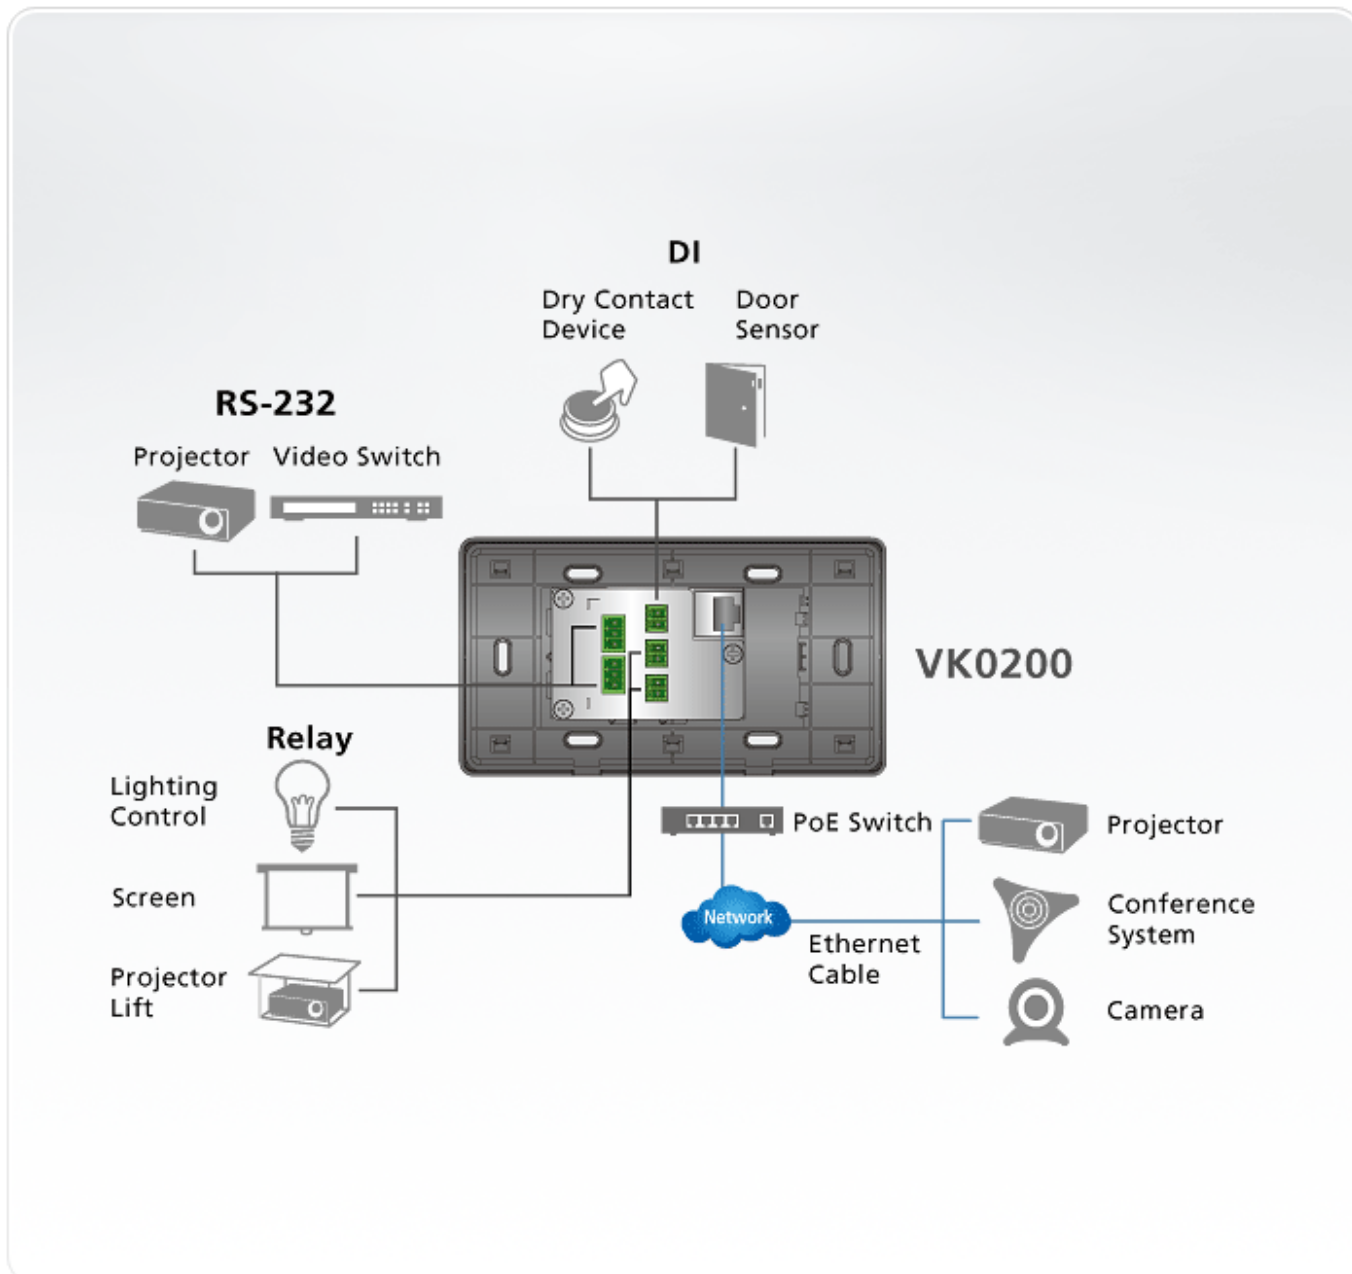 DI
Dry Contact
Device
Door
Sensor
RS-232
Projector
Video Switch
VK0200
Relay
Lighting
Control
Screen
Projector
Lift
PoE Switch
Network
Ethernet
Cable
Projector
Conference
System
Camera